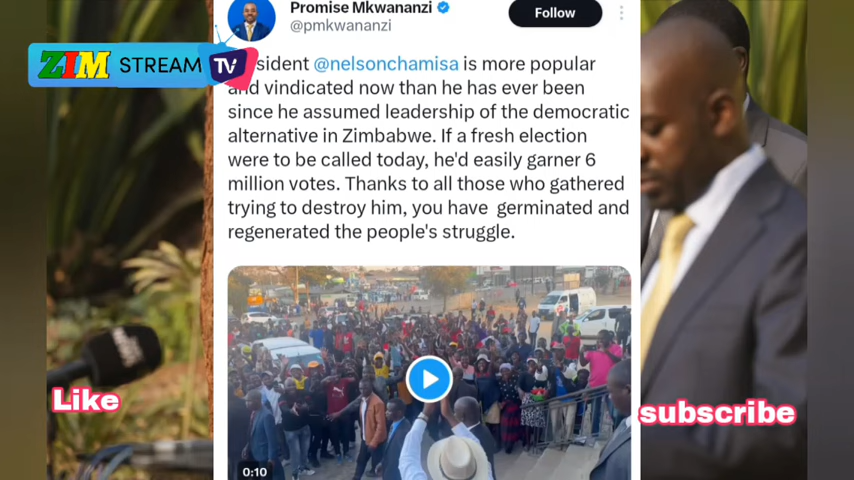 Promise Mkwananzi
Follow
@pmkwananzi
ZIM STREAM TV
sident @nelsonchamisa is more popular
and vindicated now than he has ever been
since he assumed leadership of the democratic
alternative in Zimbabwe. If a fresh election
were to be called today, he'd easily garner 6
million votes. Thanks to all those who gathered
trying to destroy him, you have germinated and
regenerated the people's struggle.
Like
subscribe
0:10